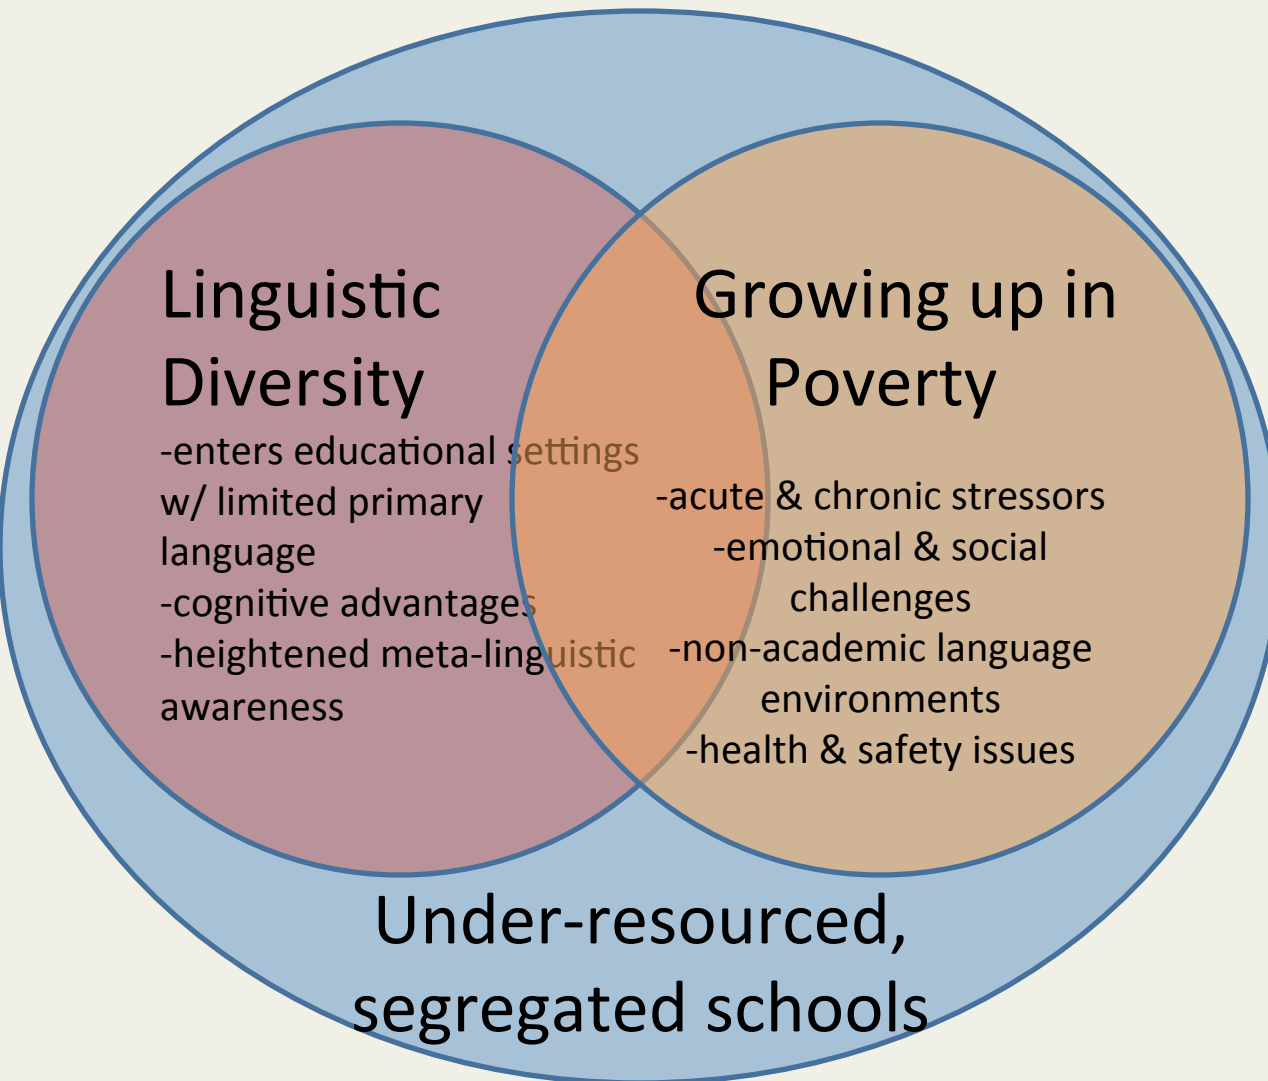 Linguistic
Diversity
-enters educational settings
w/ limited primary
language
-cognitive advantages
-heightened meta-linguistic
awareness
Growing up in
Poverty
-acute & chronic stressors
-emotional & social
challenges
-non-academic language
environments
-health & safety issues
Under-resourced,
segregated schools